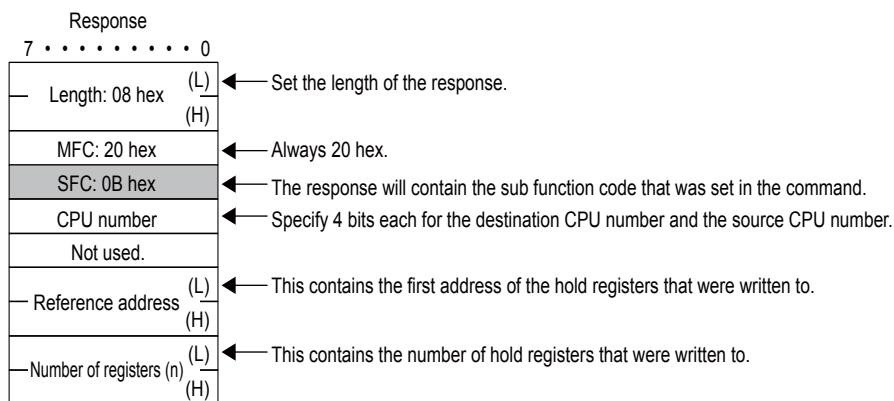 Response
7 • • • • • • • • • 0
Length: 08 hex (L) Set the length of the response.
(H)
MFC: 20 hex Always 20 hex.
SFC: 0B hex The response will contain the sub function code that was set in the command.
CPU number Specify 4 bits each for the destination CPU number and the source CPU number.
Not used.
Reference address (L) This contains the first address of the hold registers that were written to.
(H)
Number of registers (n) (L) This contains the number of hold registers that were written to.
(H)